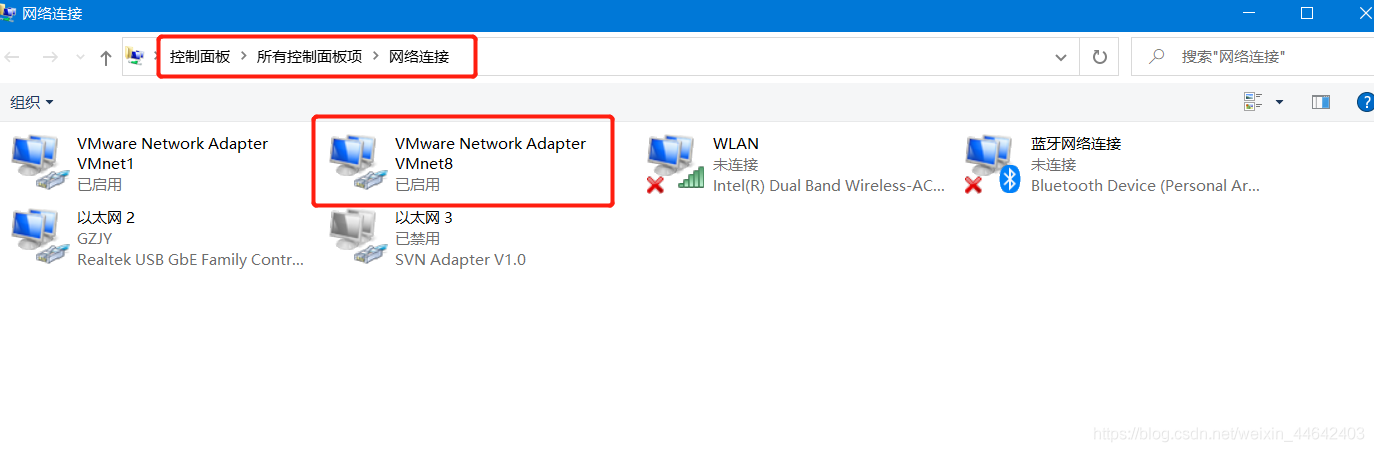 网络连接
控制面板 > 所有控制面板项 > 网络连接
搜索"网络连接"
组织
VMware Network Adapter
VMnet1
已启用
VMware Network Adapter
VMnet8
已启用
WLAN
未连接
Intel(R) Dual Band Wireless-AC...
蓝牙网络连接
未连接
Bluetooth Device (Personal Ar...
以太网 2
GZJY
Realtek USB GbE Family Contr...
以太网 3
已禁用
SVN Adapter V1.0
https://blog.csdn.net/weixin_44642403